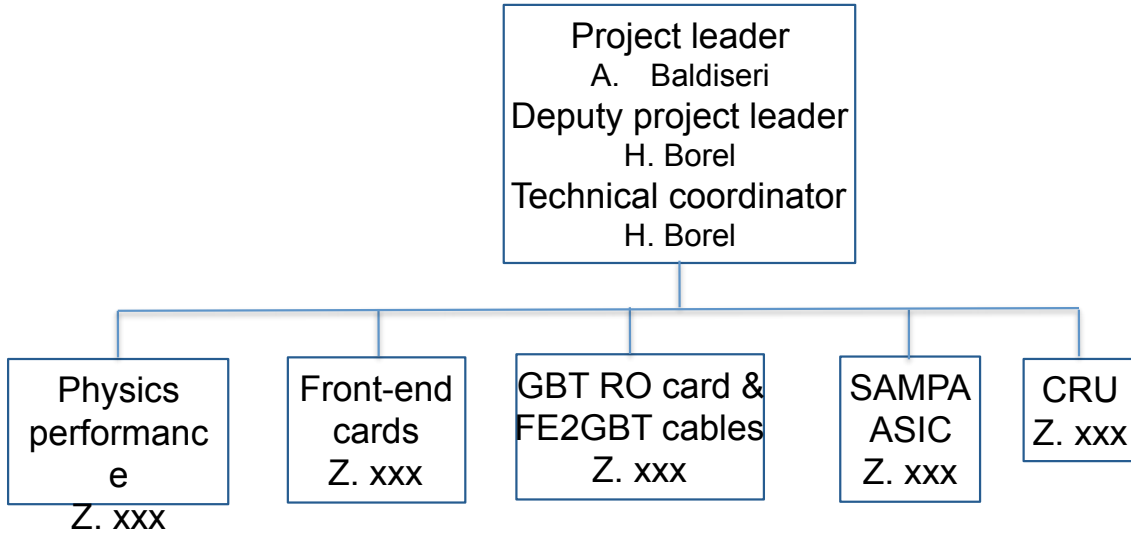 Project leader
A. Baldiseri
Deputy project leader
H. Borel
Technical coordinator
H. Borel
Physics
performanc
e
Z. xxx
Front-end
cards
Z. xxx
GBT RO card &
FE2GBT cables
Z. xxx
SAMPA
ASIC
Z. xxx
CRU
Z. xxx